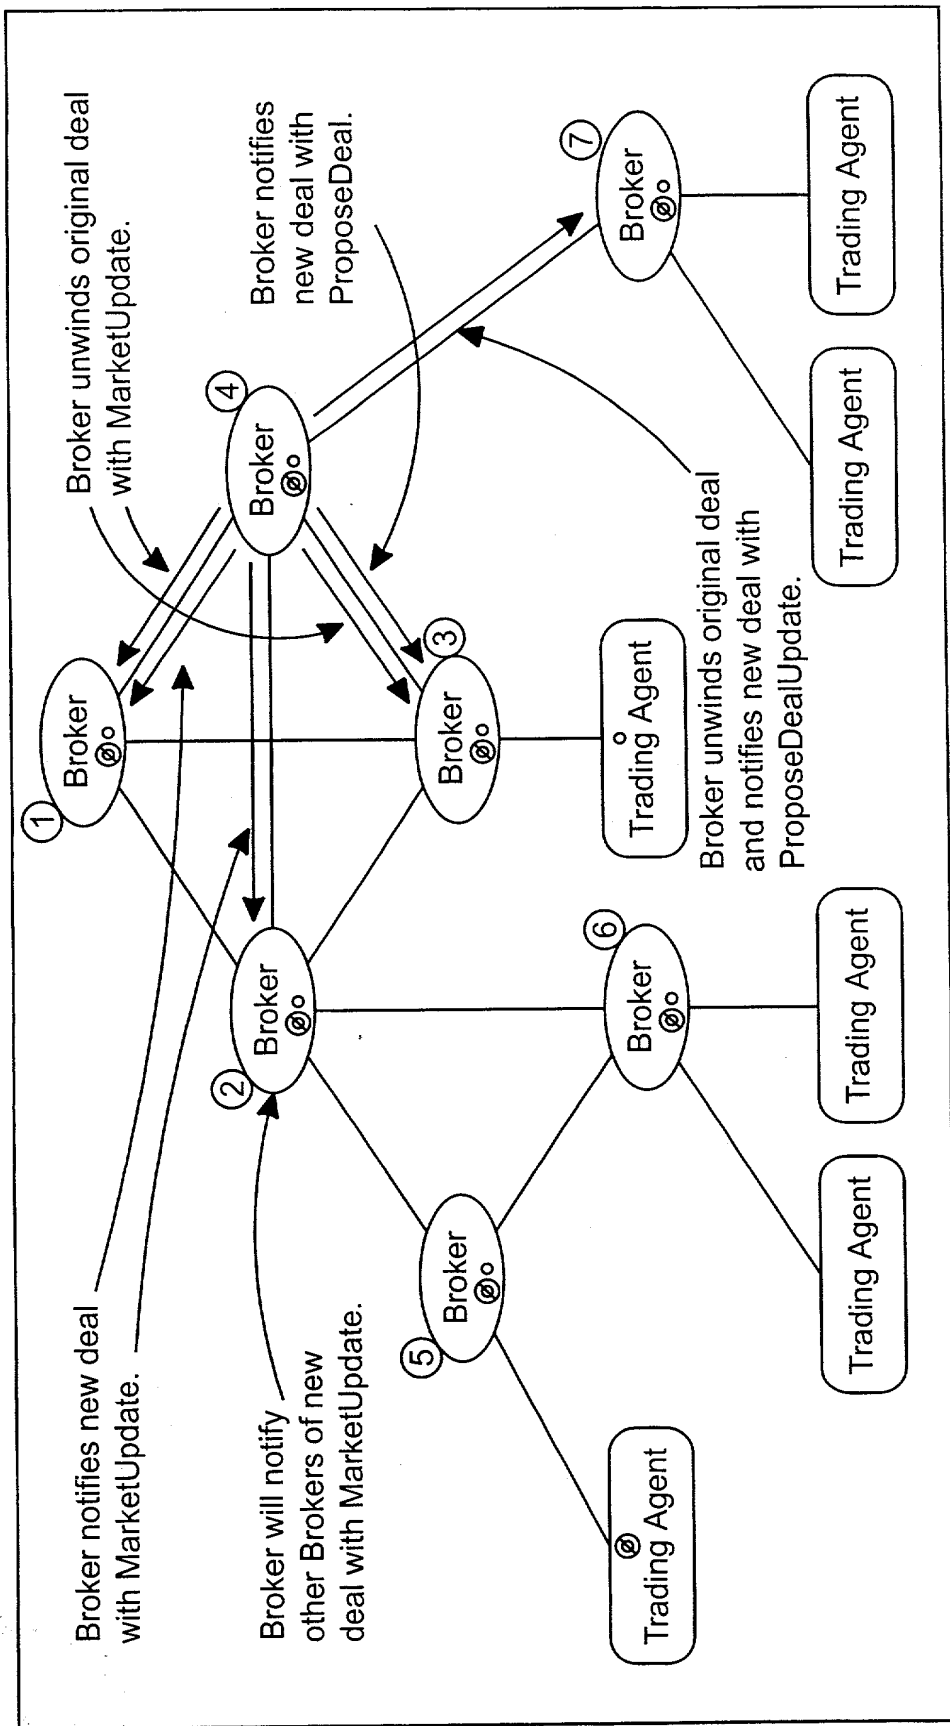 Broker unwinds original deal
with MarketUpdate.
Broker notifies
new deal with
ProposeDeal.
Broker notifies new deal
with MarketUpdate.
Broker will notify
other Brokers of new
deal with MarketUpdate.
Broker unwinds original deal
and notifies new deal with
ProposeDealUpdate.
1
Broker
2
Broker
3
Broker
4
Broker
5
Broker
6
Broker
7
Broker
Trading Agent
Trading Agent
Trading Agent
Trading Agent
Trading Agent
Trading Agent